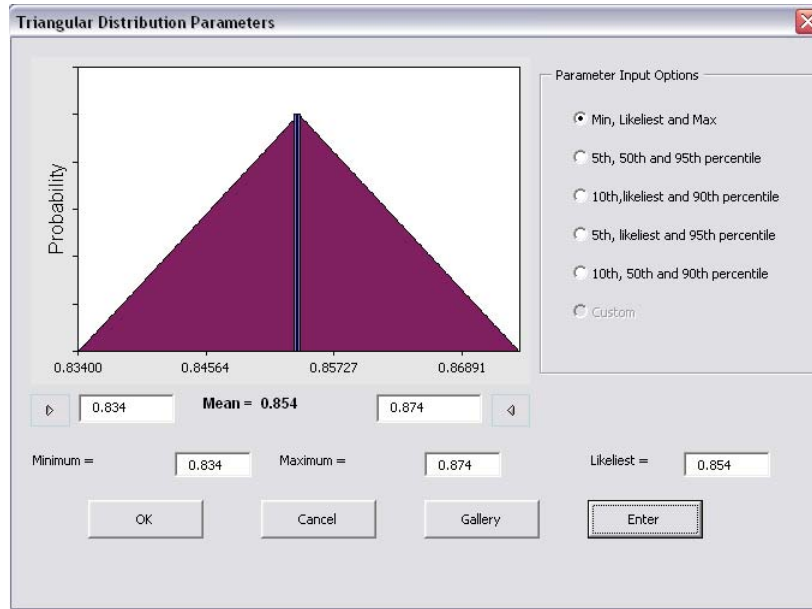 Triangular Distribution Parameters
Probability
0.83400 0.84564 0.85727 0.86891
0.834 Mean = 0.854 0.874
Minimum = 0.834 Maximum = 0.874 Likeliest = 0.854
OK Cancel Gallery Enter
Parameter Input Options
Min, Likeliest and Max
5th, 50th and 95th percentile
10th,likeliest and 90th percentile
5th, likeliest and 95th percentile
10th, 50th and 90th percentile
Custom